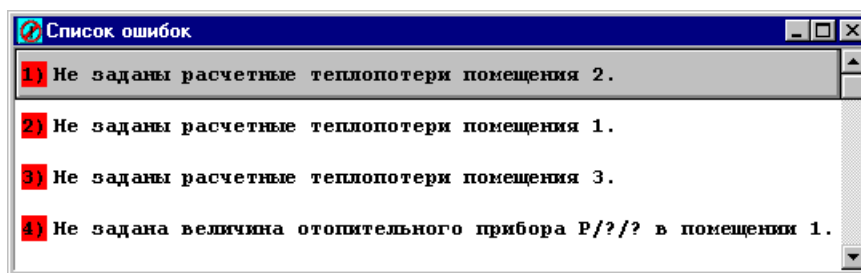 Список ошибок
1) Не заданы расчетные теплопотери помещения 2.
2) Не заданы расчетные теплопотери помещения 1.
3) Не заданы расчетные теплопотери помещения 3.
4) Не задана величина отопительного прибора Р/?/? в помещении 1.